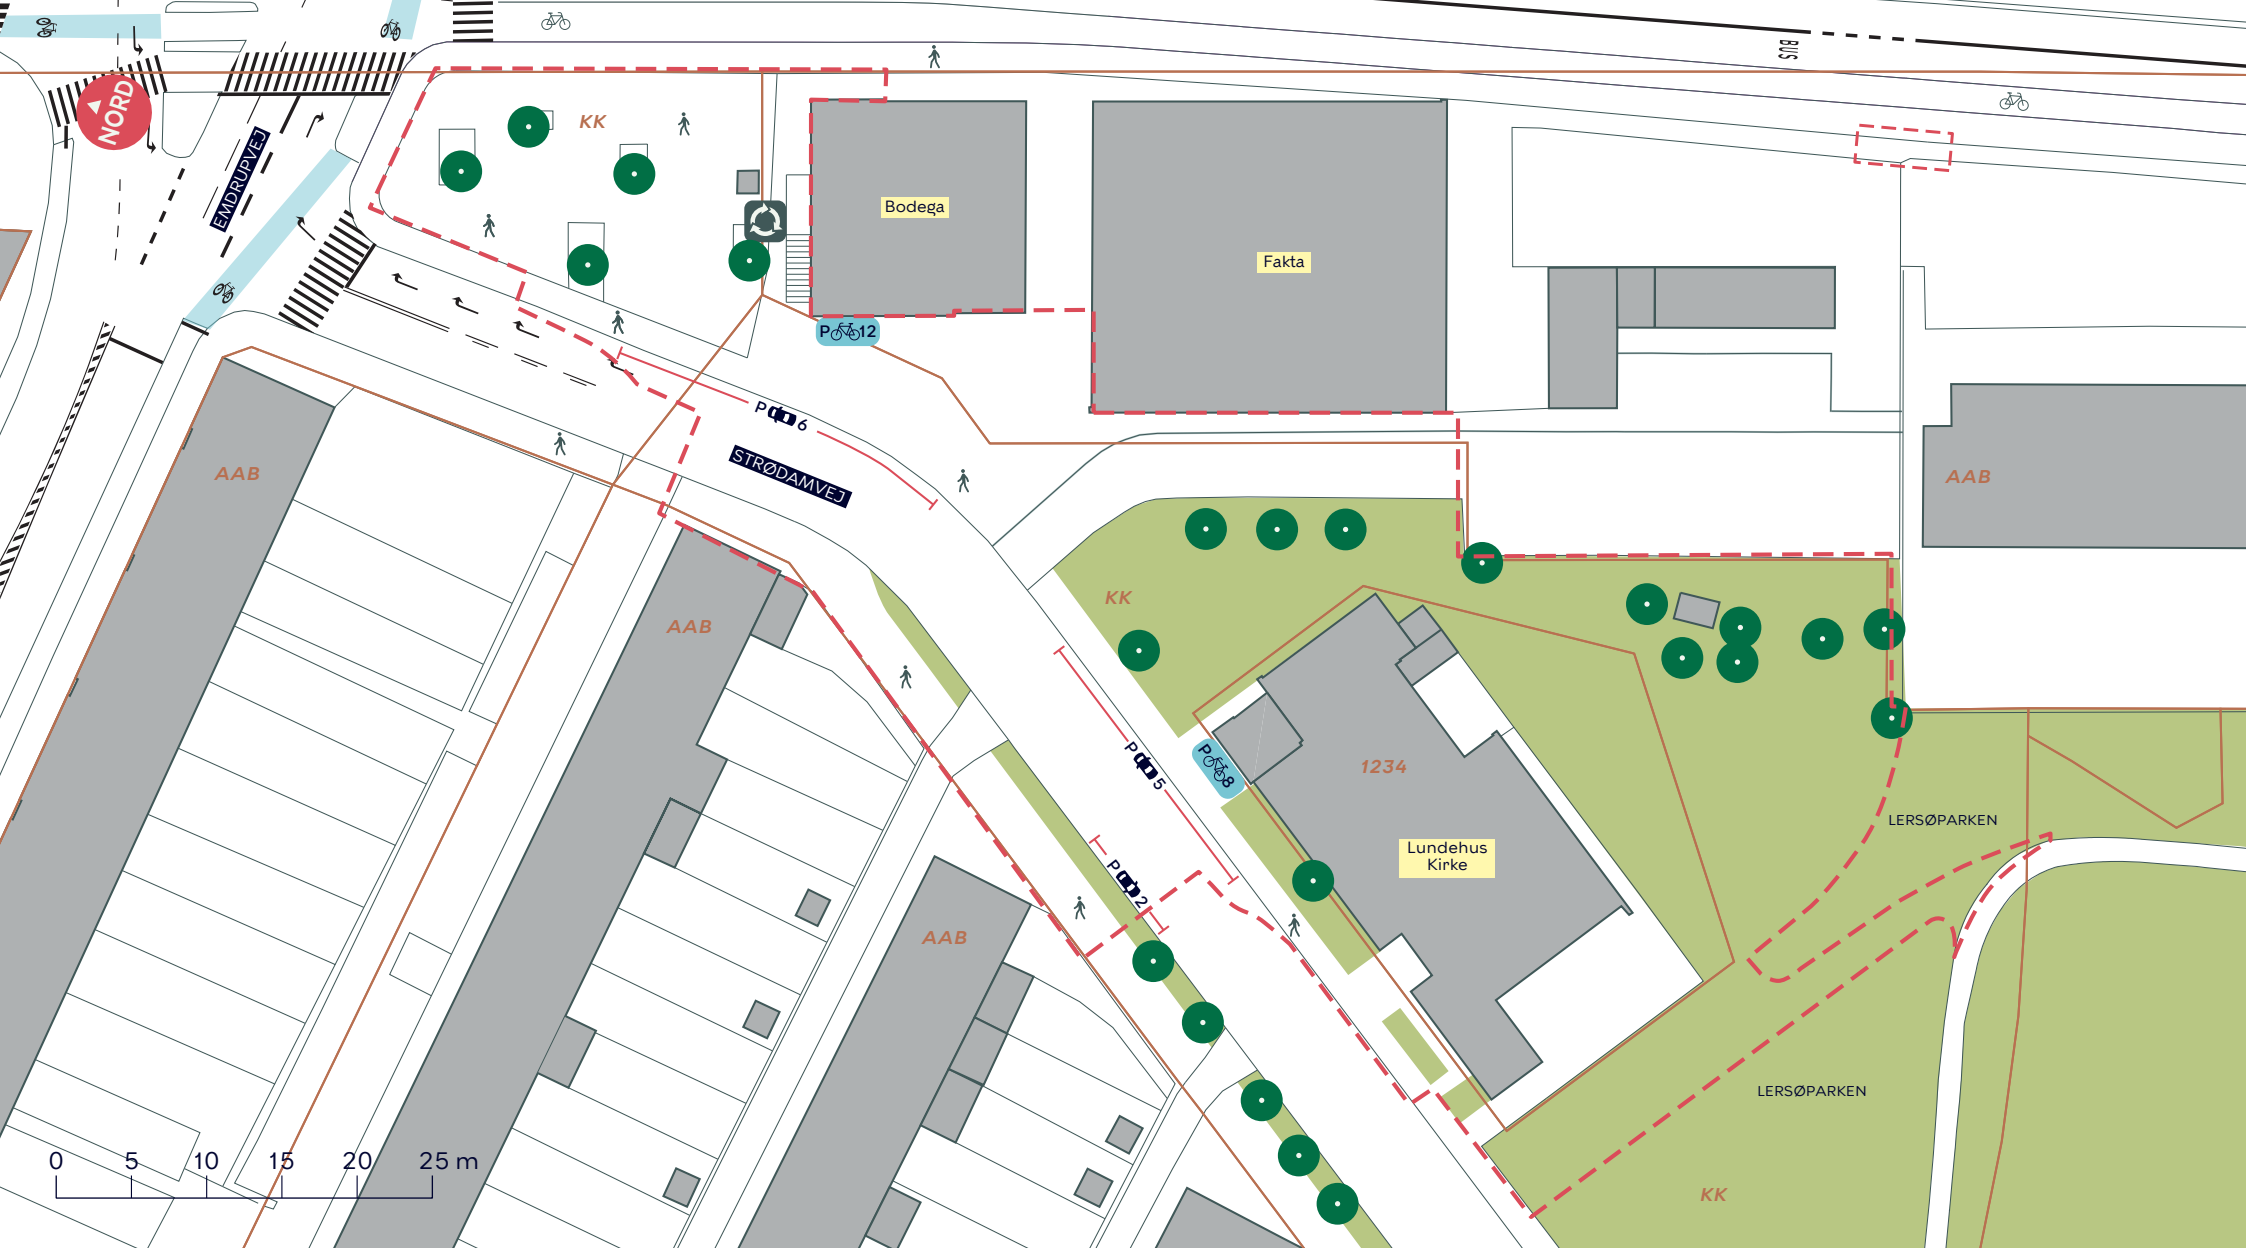 BUS
NORD
KK
EMDRUPVEJ
Bodega
Fakta
P 12
P 6
STRØDAMVEJ
AAB
AAB
KK
AAB
P 5
P 8
1234
LERSØPARKEN
Lundehus
Kirke
P 2
AAB
LERSØPARKEN
0 5 10 15 20 25 m
KK